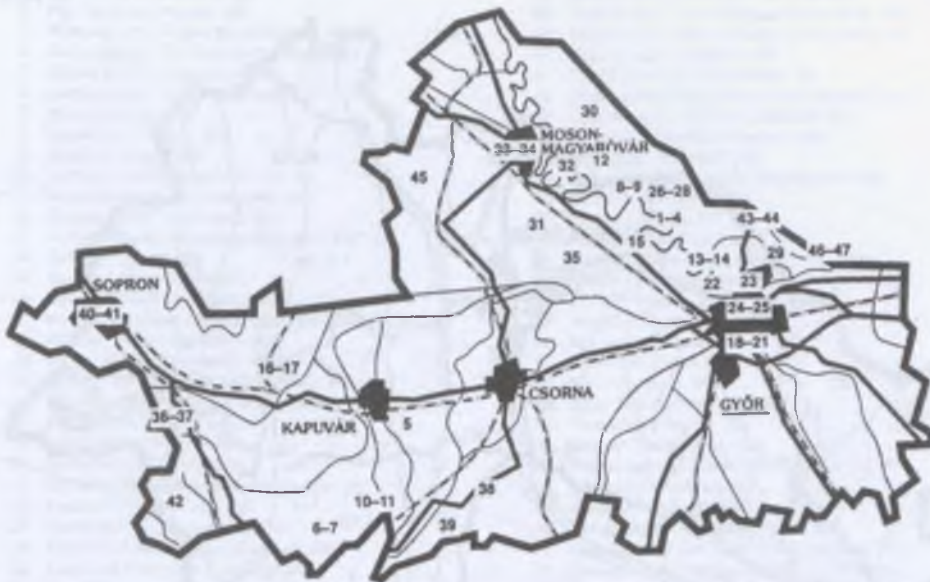 30
MOSON-
33-34 MAGYARÓVÁR
32 12
45
8-9 26-28
31 1-4 43-44
15 29 46-47
35 13-14
22 23
SOPRON
40-41 24-25
18-21
16-17
CSORNA
36-37 GYŐR
KAPUVÁR 5
42 10-11 38
6-7 39